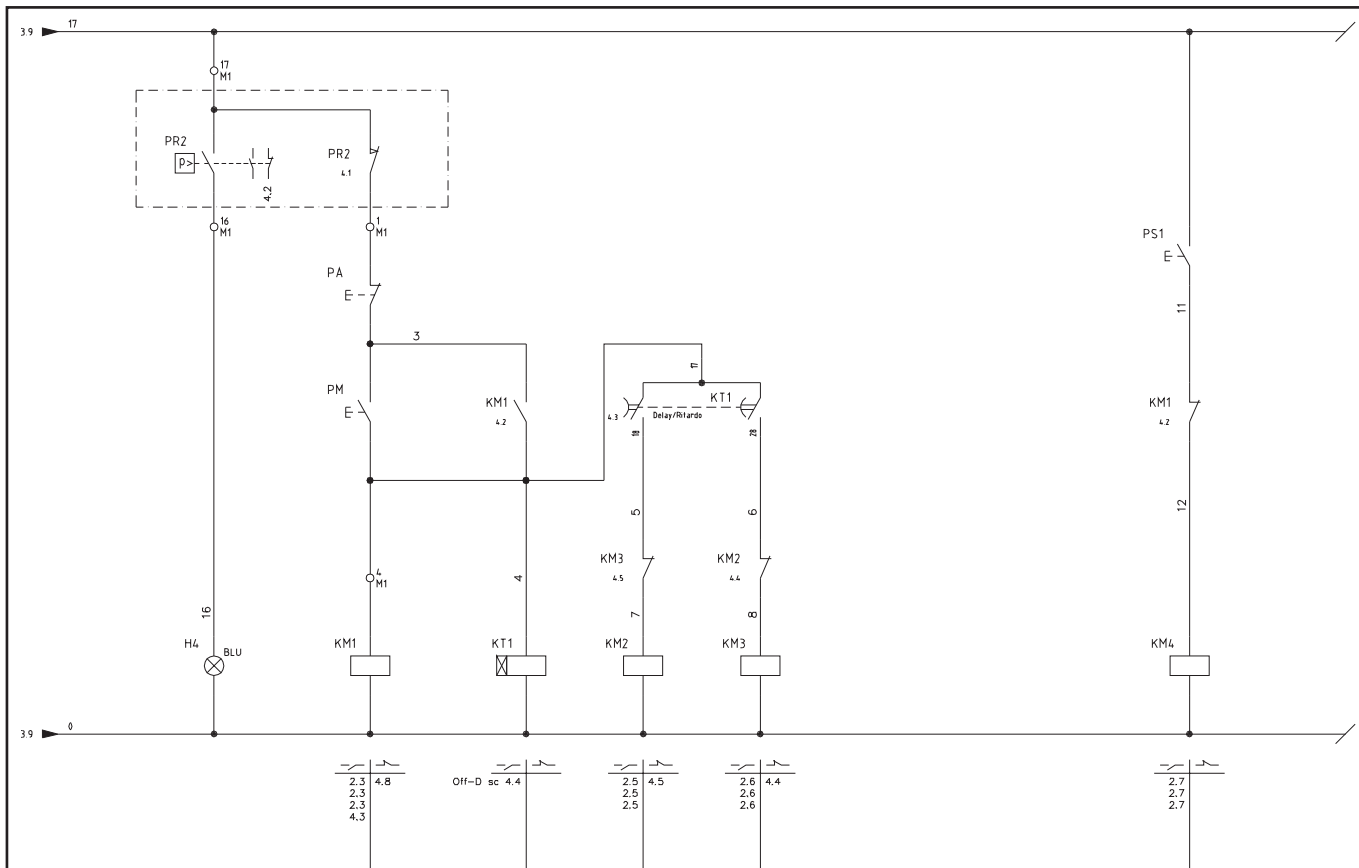 3.9
17
17
M1
PR2
P>
4.2
PR2
4.1
16
M1
1
M1
PA
E
3
PM
E
KM1
4.2
17
4.3
Delay/Ritardo
KT1
18
28
PS1
E
11
KM1
4.2
5
6
12
KM3
4.5
KM2
4.4
4
M1
4
7
8
16
H4
BLU
KM1
KT1
KM2
KM3
KM4
3.9
0
2.3 4.8
2.3
2.3
4.3
Off-D sc 4.4
2.5 4.5
2.5
2.5
2.6 4.4
2.6
2.6
2.7
2.7
2.7